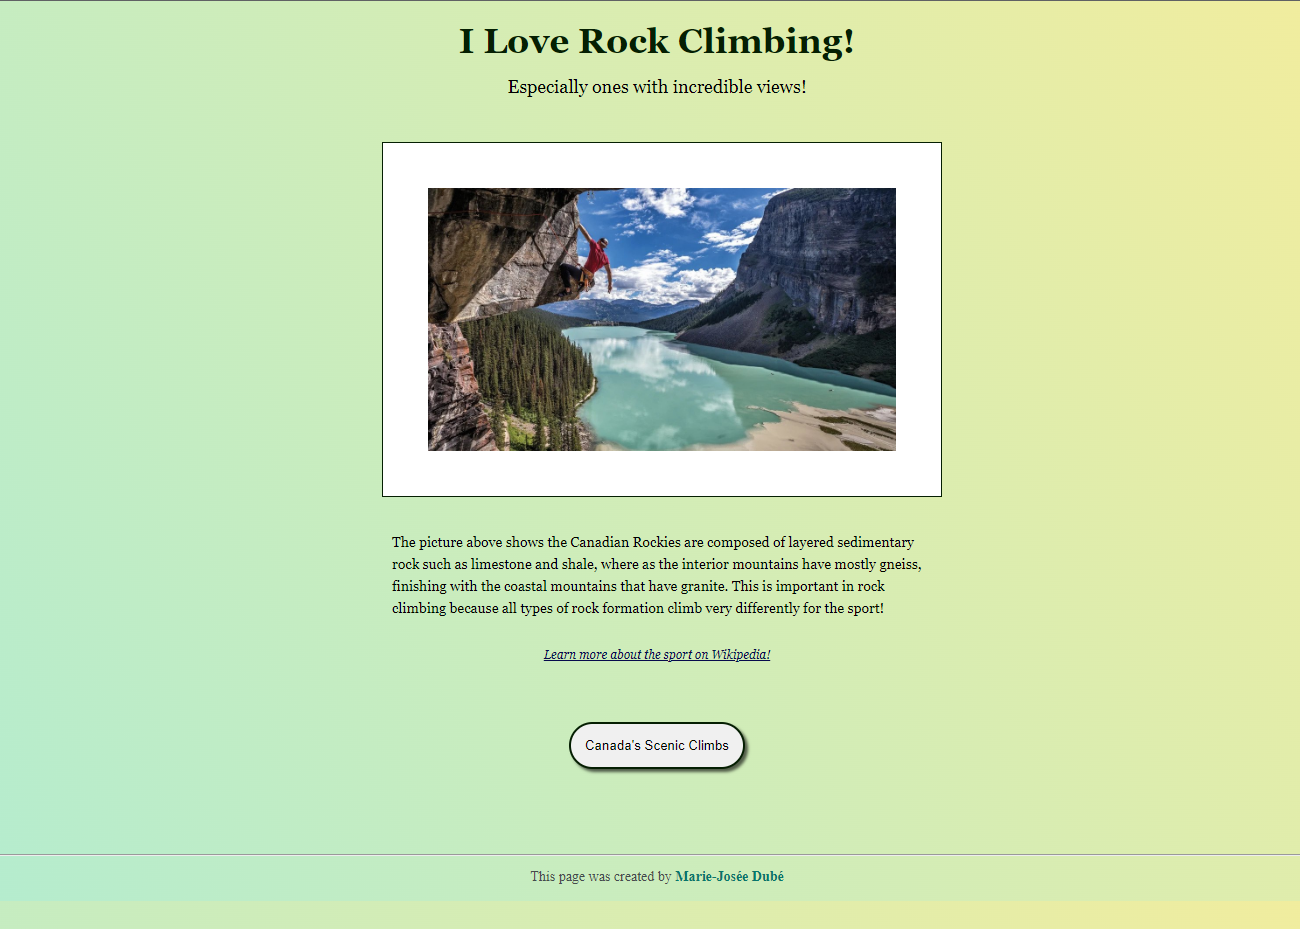 I Love Rock Climbing!
Especially ones with incredible views!
The picture above shows the Canadian Rockies are composed of layered sedimentary
rock such as limestone and shale, where as the interior mountains have mostly gneiss,
finishing with the coastal mountains that have granite. This is important in rock
climbing because all types of rock formation climb very differently for the sport!
Learn more about the sport on Wikipedia!
Canada's Scenic Climbs
This page was created by Marie-Josée Dubé